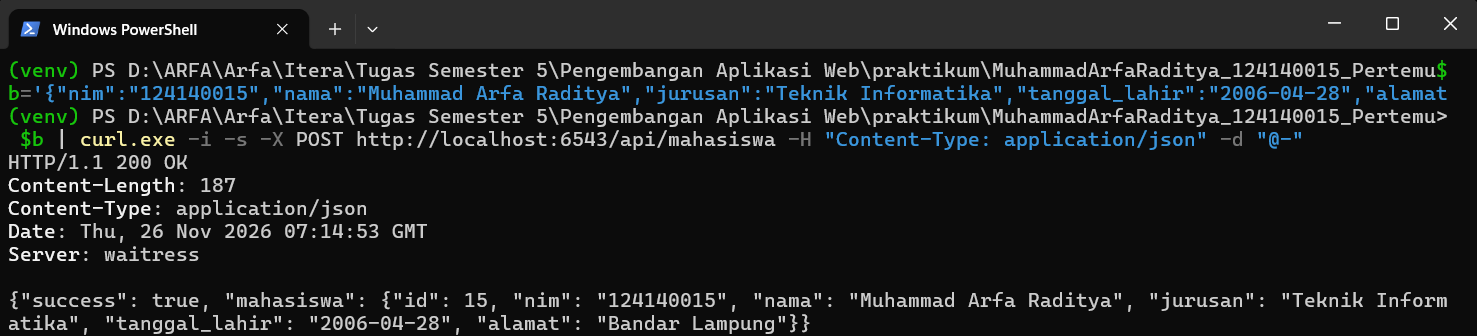 Windows PowerShell
(venv) PS D:\ARFA\Arfa\Itera\Tugas Semester 5\Pengembangan Aplikasi Web\praktikum\MuhammadArfaRaditya_124140015_Pertemu$
b='{"nim":"124140015","nama":"Muhammad Arfa Raditya","jurusan":"Teknik Informatika","tanggal_lahir":"2006-04-28","alamat
(venv) PS D:\ARFA\Arfa\Itera\Tugas Semester 5\Pengembangan Aplikasi Web\praktikum\MuhammadArfaRaditya_124140015_Pertemu>
$b | curl.exe -i -s -X POST http://localhost:6543/api/mahasiswa -H "Content-Type: application/json" -d "@-"
HTTP/1.1 200 OK
Content-Length: 187
Content-Type: application/json
Date: Thu, 26 Nov 2026 07:14:53 GMT
Server: waitress
{"success": true, "mahasiswa": {"id": 15, "nim": "124140015", "nama": "Muhammad Arfa Raditya", "jurusan": "Teknik Inform
atika", "tanggal_lahir": "2006-04-28", "alamat": "Bandar Lampung"}}